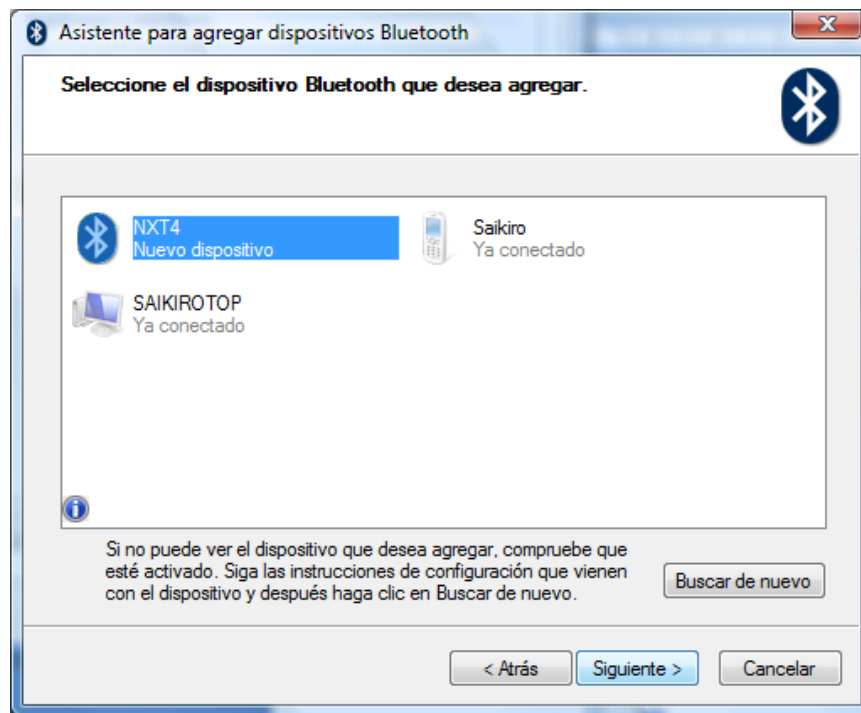 Asistente para agregar dispositivos Bluetooth
Seleccione el dispositivo Bluetooth que desea agregar.
NXT4
Nuevo dispositivo
Saikiro
Ya conectado
SAIKIROTOP
Ya conectado
Si no puede ver el dispositivo que desea agregar, compruebe que
esté activado. Siga las instrucciones de configuración que vienen
con el dispositivo y después haga clic en Buscar de nuevo.
Buscar de nuevo
< Atrás
Siguiente >
Cancelar